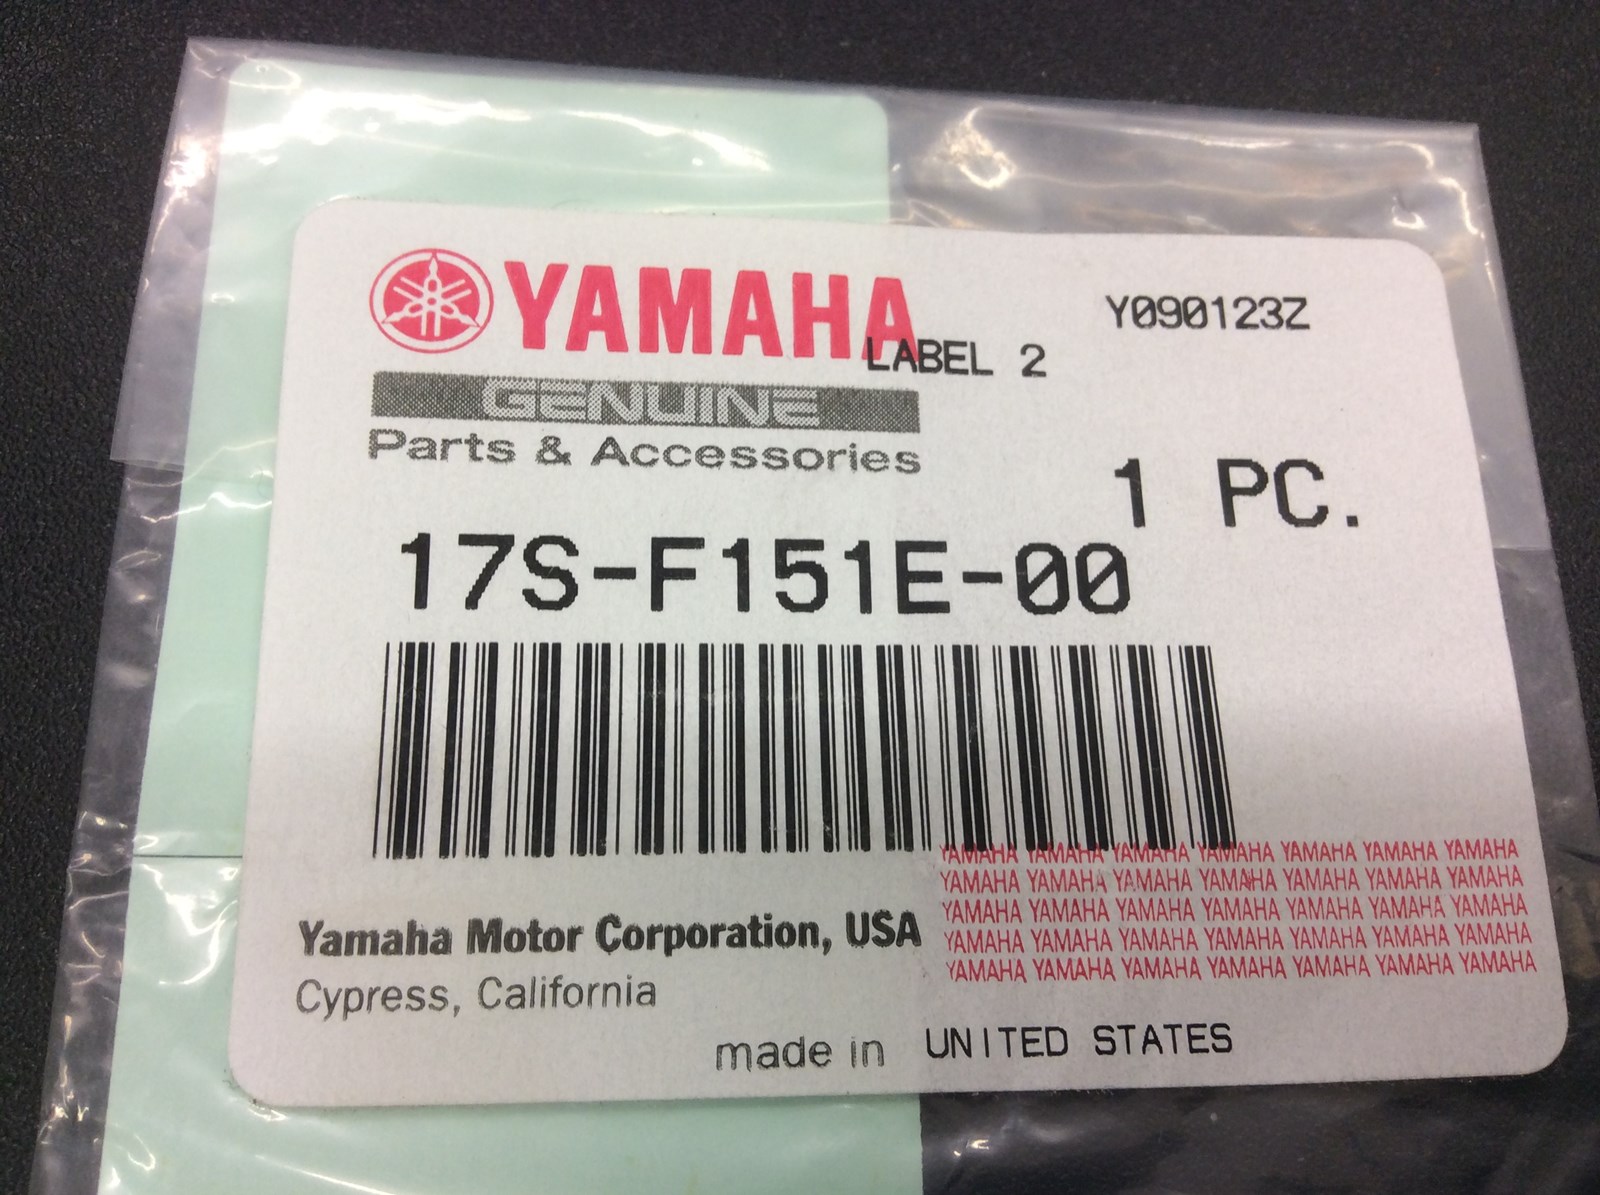 YAMAHA
Y090123Z
LABEL 2
GENUINE
Parts & Accessories
1 PC.
17S-F151E-00
YAMAHA YAMAHA YAMAHA YAMAHA YAMAHA YAMAHA YAMAHA
YAMAHA YAMAHA YAMAHA YAMAHA YAMAHA YAMAHA YAMAHA
YAMAHA YAMAHA YAMAHA YAMAHA YAMAHA YAMAHA YAMAHA
YAMAHA YAMAHA YAMAHA YAMAHA YAMAHA YAMAHA YAMAHA
YAMAHA YAMAHA YAMAHA YAMAHA YAMAHA YAMAHA YAMAHA
Yamaha Motor Corporation, USA
Cypress, California
made in UNITED STATES